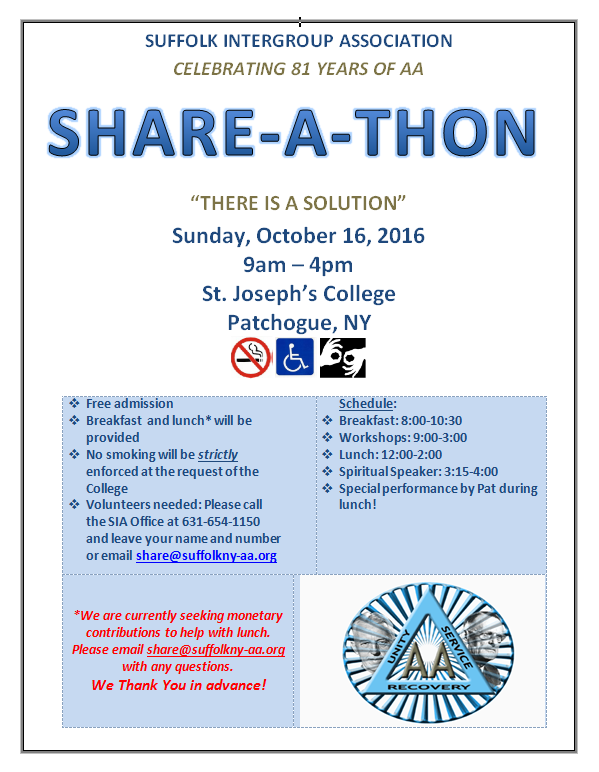 SUFFOLK INTERGROUP ASSOCIATION
CELEBRATING 81 YEARS OF AA
SHARE-A-THON
“THERE IS A SOLUTION”
Sunday, October 16, 2016
9am – 4pm
St. Joseph’s College
Patchogue, NY
❖ Free admission
❖ Breakfast and lunch* will be
provided
❖ No smoking will be strictly
enforced at the request of the
College
❖ Volunteers needed: Please call
the SIA Office at 631-654-1150
and leave your name and number
or email share@suffolkny-aa.org
Schedule:
❖ Breakfast: 8:00-10:30
❖ Workshops: 9:00-3:00
❖ Lunch: 12:00-2:00
❖ Spiritual Speaker: 3:15-4:00
❖ Special performance by Pat during
lunch!
*We are currently seeking monetary
contributions to help with lunch.
Please email share@suffolkny-aa.org
with any questions.
We Thank You in advance!
UNITY
SERVICE
AA
RECOVERY